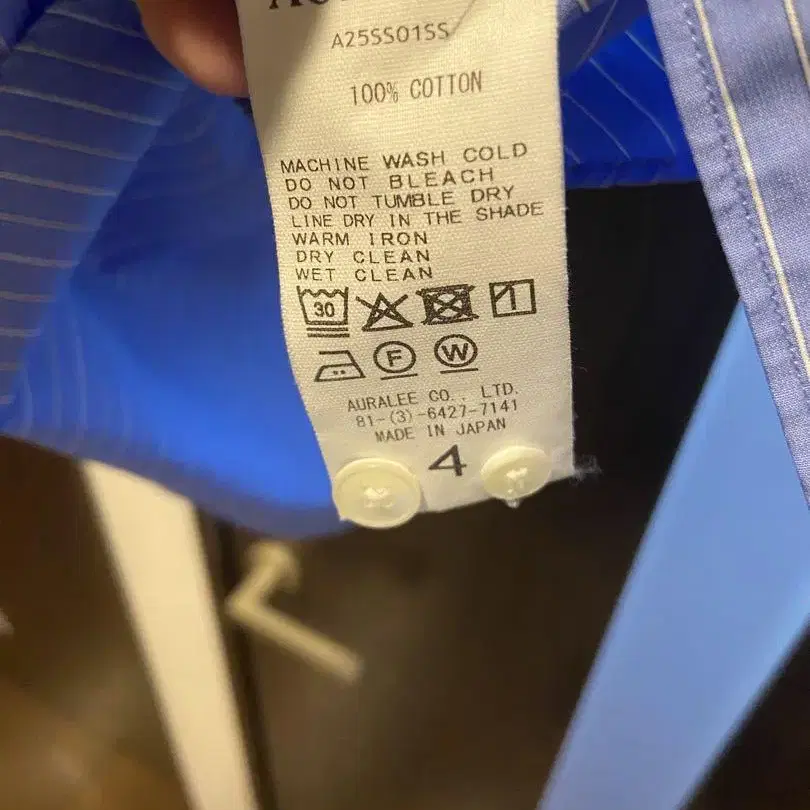 A25SS01SS
100% COTTON
MACHINE WASH COLD
DO NOT BLEACH
DO NOT TUMBLE DRY
LINE DRY IN THE SHADE
WARM IRON
DRY CLEAN
WET CLEAN
30
F W
AURALEE CO., LTD.
81-(3)-6427-7141
MADE IN JAPAN
4